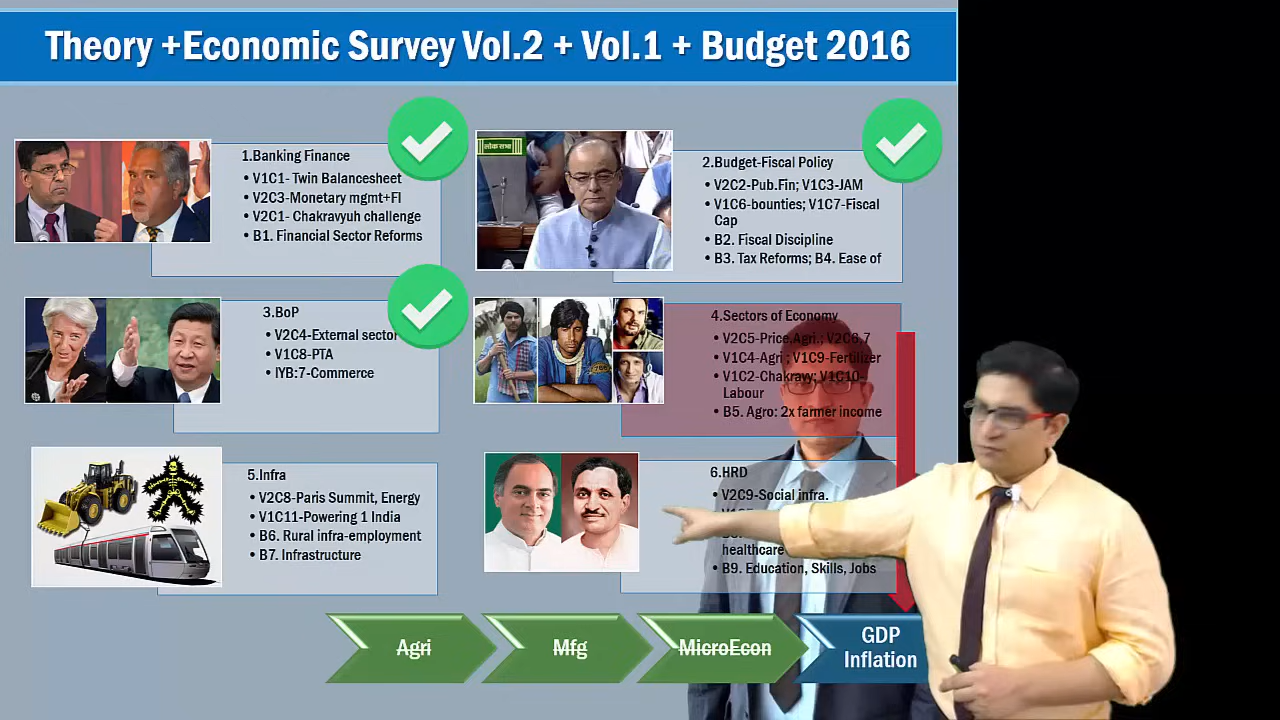 Theory +Economic Survey Vol.2 + Vol.1 + Budget 2016
1.Banking Finance
• V1C1- Twin Balancesheet
• V2C3-Monetary mgmt+FI
• V2C1- Chakravyuh challenge
• B1. Financial Sector Reforms
लोक सभा
2.Budget-Fiscal Policy
• V2C2-Pub.Fin; V1C3-JAM
• V1C6-bounties; V1C7-Fiscal
Cap
• B2. Fiscal Discipline
• B3. Tax Reforms; B4. Ease of
3.BoP
• V2C4-External sector
• V1C8-PTA
• IYB:7-Commerce
4.Sectors of Economy
• V2C5-Price,Agri.; V2C6,7
• V1C4-Agri ; V1C9-Fertilizer
• V1C2-Chakravy; V1C10-
Labour
• B5. Agro: 2x farmer income
5.Infra
• V2C8-Paris Summit, Energy
• V1C11-Powering 1 India
• B6. Rural infra-employment
• B7. Infrastructure
6.HRD
• V2C9-Social infra.
healthcare
• B9. Education, Skills, Jobs
Agri
Mfg
MicroEcon
GDP
Inflation